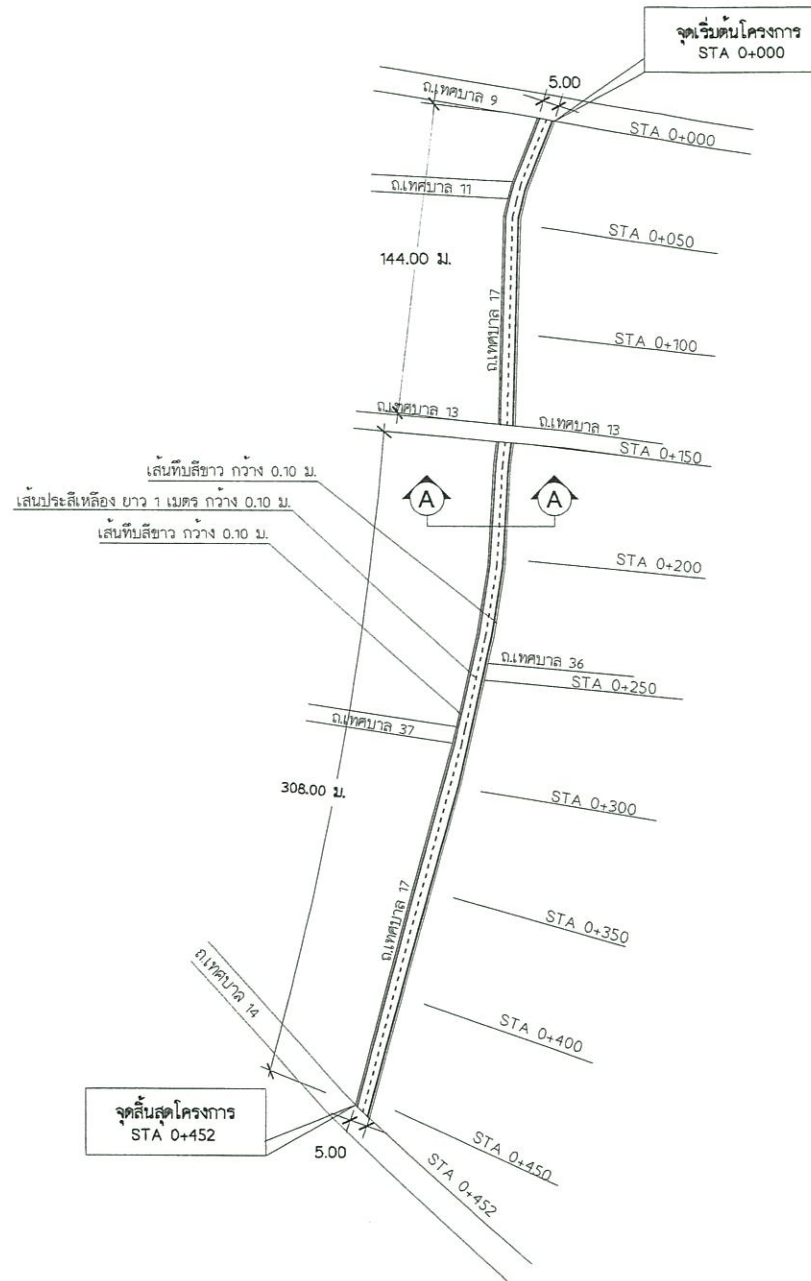 จุดเริ่มต้นโครงการ
STA 0+000
5.00
ถ.เทศบาล 9
STA 0+000
ถ.เทศบาล 11
STA 0+050
144.00 ม.
ถ.เทศบาล 17
STA 0+100
ถ.เทศบาล 13
ถ.เทศบาล 13
STA 0+150
เส้นทึบสีขาว กว้าง 0.10 ม.
เส้นประสีเหลือง ยาว 1 เมตร กว้าง 0.10 ม.
เส้นทึบสีขาว กว้าง 0.10 ม.
A
A
STA 0+200
ถ.เทศบาล 36
STA 0+250
ถ.เทศบาล 37
308.00 ม.
STA 0+300
ถ.เทศบาล 17
STA 0+350
ถ.เทศบาล 14
STA 0+400
จุดสิ้นสุดโครงการ
STA 0+452
5.00
STA 0+450
STA 0+452